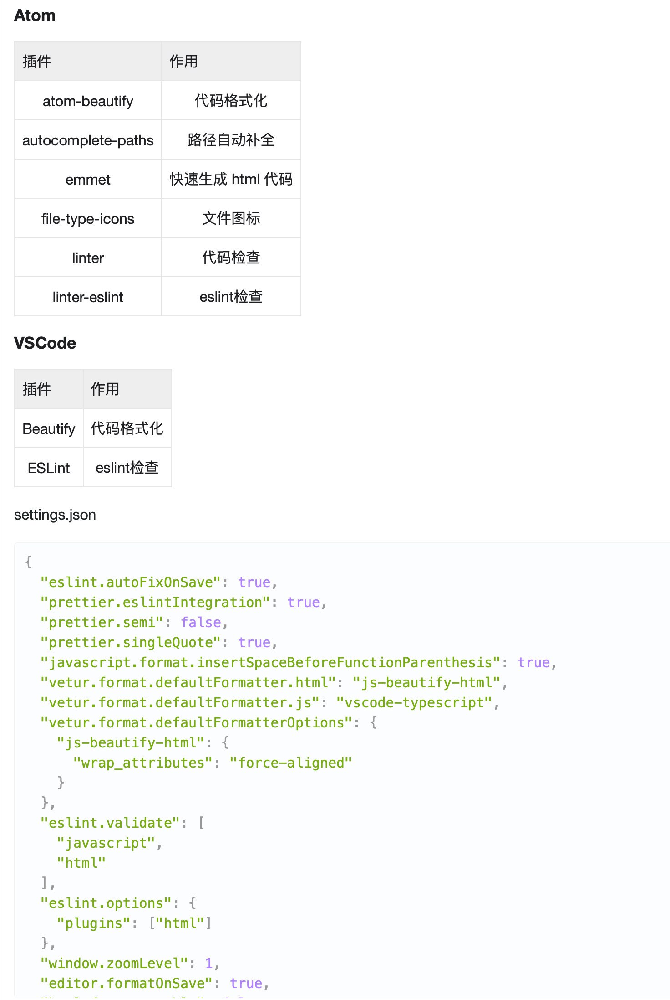 Atom
插件 作用
atom-beautify 代码格式化
autocomplete-paths 路径自动补全
emmet 快速生成 html 代码
file-type-icons 文件图标
linter 代码检查
linter-eslint eslint检查
VSCode
插件 作用
Beautify 代码格式化
ESLint eslint检查
settings.json
{
  "eslint.autoFixOnSave": true,
  "prettier.eslintIntegration": true,
  "prettier.semi": false,
  "prettier.singleQuote": true,
  "javascript.format.insertSpaceBeforeFunctionParenthesis": true,
  "vetur.format.defaultFormatter.html": "js-beautify-html",
  "vetur.format.defaultFormatter.js": "vscode-typescript",
  "vetur.format.defaultFormatterOptions": {
    "js-beautify-html": {
      "wrap_attributes": "force-aligned"
    }
  },
  "eslint.validate": [
    "javascript",
    "html"
  ],
  "eslint.options": {
    "plugins": ["html"]
  },
  "window.zoomLevel": 1,
  "editor.formatOnSave": true,